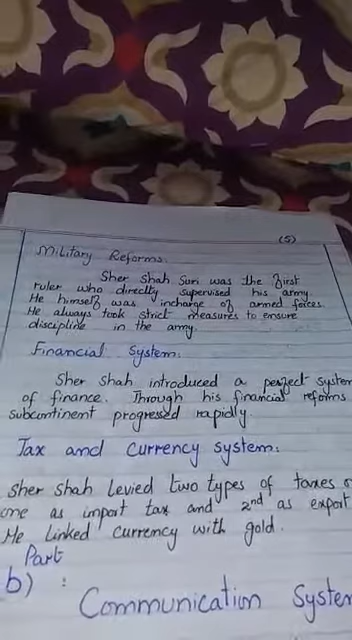 (5)
Military Reforms.
Sher Shah Suri was the first
ruler who directly supervised his army.
He himself was incharge of armed forces.
He always took strict measures to ensure
discipline in the army.
Financial System:
Sher Shah introduced a perfect system
of finance. Through his financial reforms
subcontinent progressed rapidly.
Tax and Currency System:
Sher Shah Levied two types of taxes
one as import tax and 2nd as export
He Linked currency with gold.
Part
b) :
Communication System